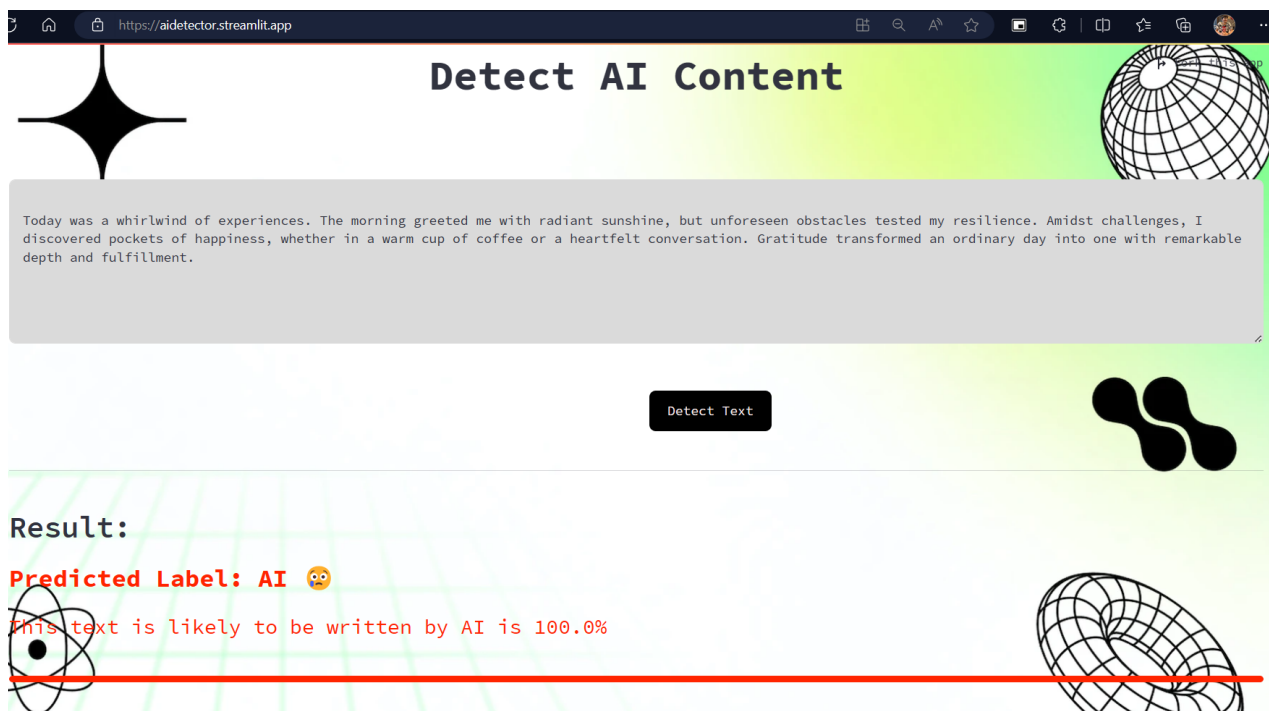 https://aidetector.streamlit.app
Detect AI Content
this
Today was a whirlwind of experiences. The morning greeted me with radiant sunshine, but unforeseen obstacles tested my resilience. Amidst challenges, I
discovered pockets of happiness, whether in a warm cup of coffee or a heartfelt conversation. Gratitude transformed an ordinary day into one with remarkable
depth and fulfillment.
Detect Text
Result:
Predicted Label: AI 😢
This text is likely to be written by AI is 100.0%